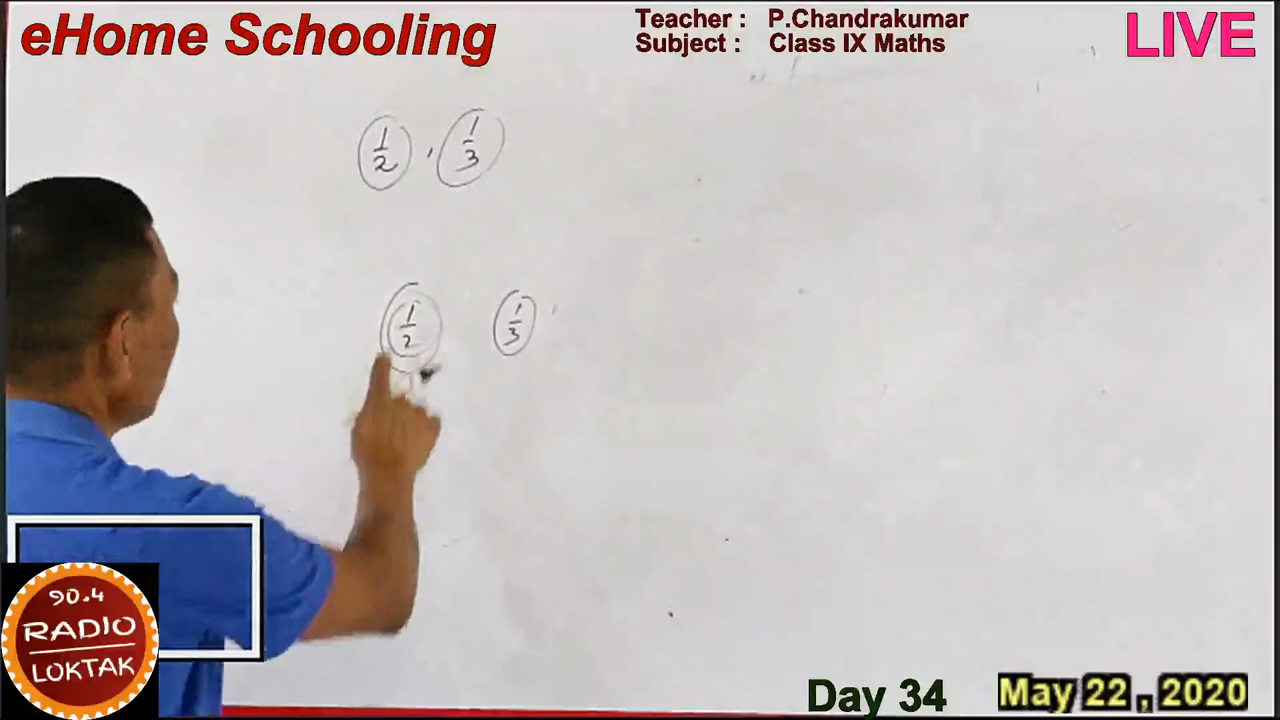 eHome Schooling
Teacher : P.Chandrakumar
Subject : Class IX Maths
LIVE
1/2 , 1/3
1/2 1/3
90.4
RADIO
LOKTAK
Day 34
May 22 , 2020